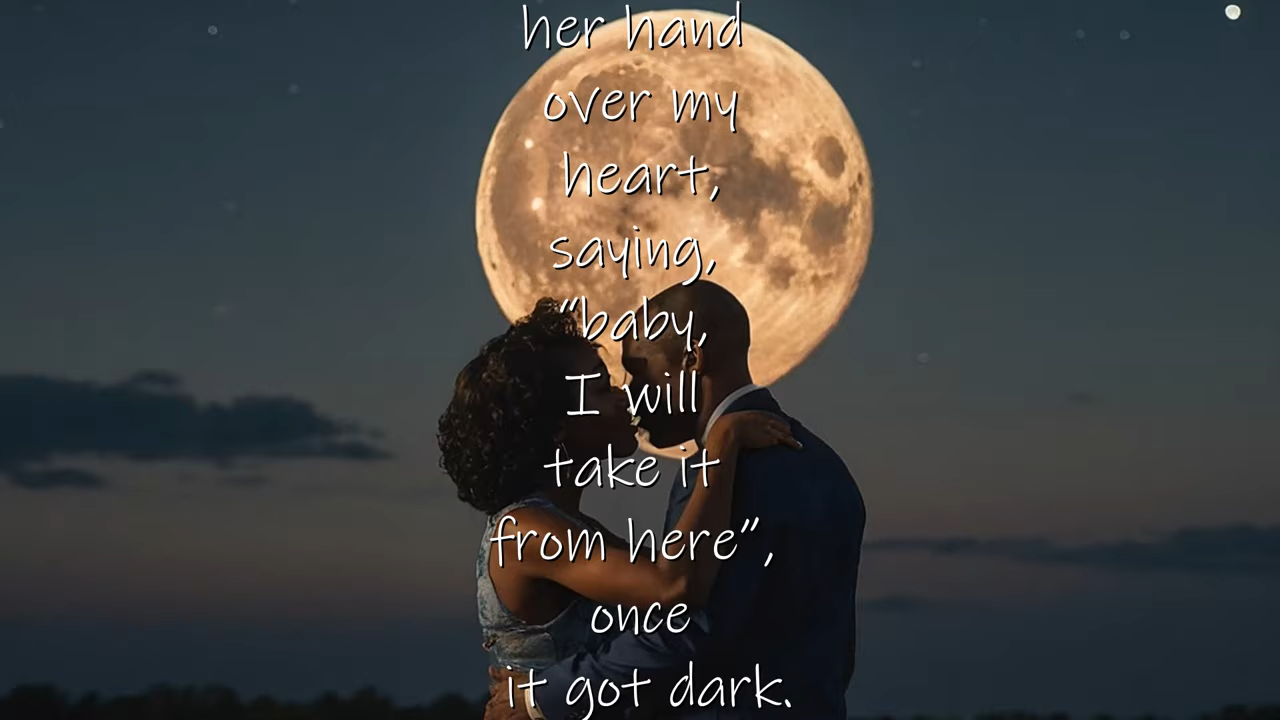 her hand
over my
heart,
saying,
“baby,
I will
take it
from here”,
once
it got dark.